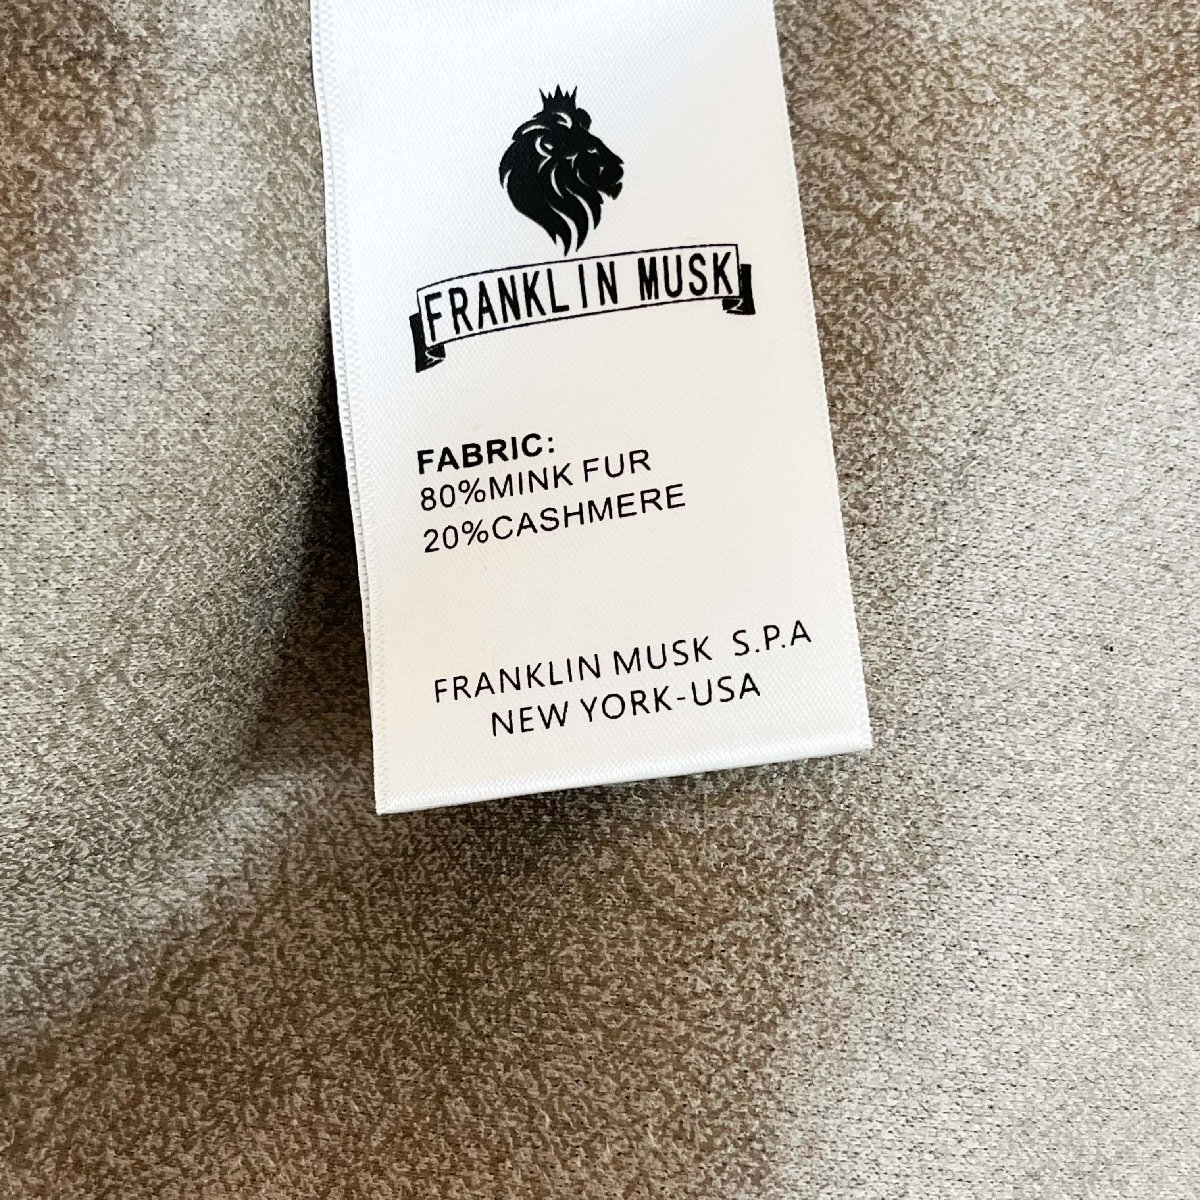 FRANKLIN MUSK
FABRIC:
80%MINK FUR
20%CASHMERE
FRANKLIN MUSK S.P.A
NEW YORK-USA